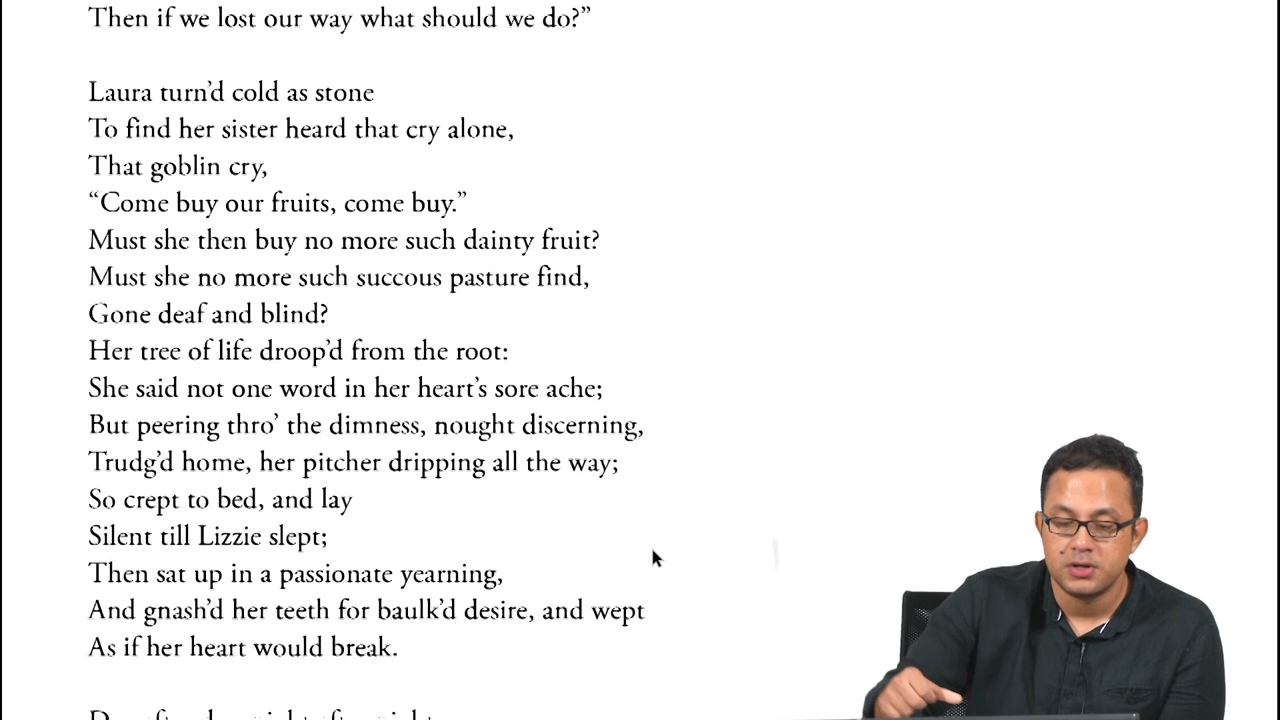 Then if we lost our way what should we do?”
Laura turn’d cold as stone
To find her sister heard that cry alone,
That goblin cry,
“Come buy our fruits, come buy.”
Must she then buy no more such dainty fruit?
Must she no more such succous pasture find,
Gone deaf and blind?
Her tree of life droop’d from the root:
She said not one word in her heart’s sore ache;
But peering thro’ the dimness, nought discerning,
Trudg’d home, her pitcher dripping all the way;
So crept to bed, and lay
Silent till Lizzie slept;
Then sat up in a passionate yearning,
And gnash’d her teeth for baulk’d desire, and wept
As if her heart would break.